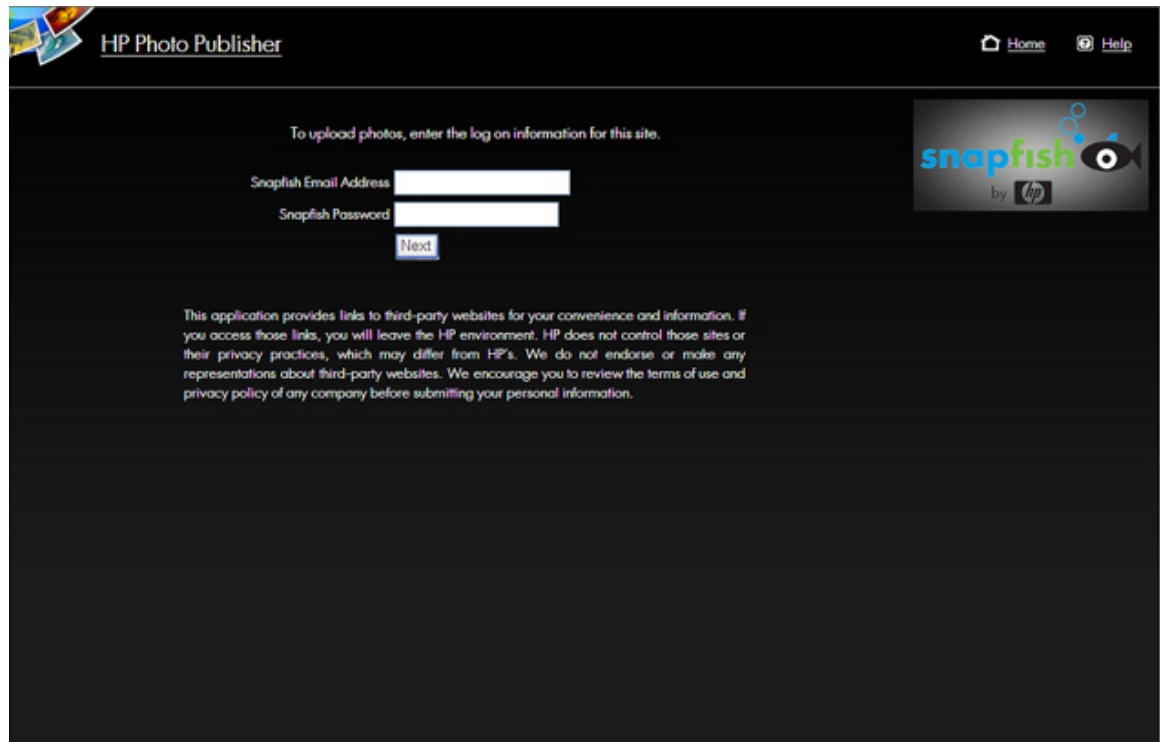 HP Photo Publisher
Home
Help
To upload photos, enter the log on information for this site.
snapfish
by hp
Snapfish Email Address
Snapfish Password
Next
This application provides links to third-party websites for your convenience and information. If
you access those links, you will leave the HP environment. HP does not control those sites or
their privacy practices, which may differ from HP's. We do not endorse or make any
representations about third-party websites. We encourage you to review the terms of use and
privacy policy of any company before submitting your personal information.